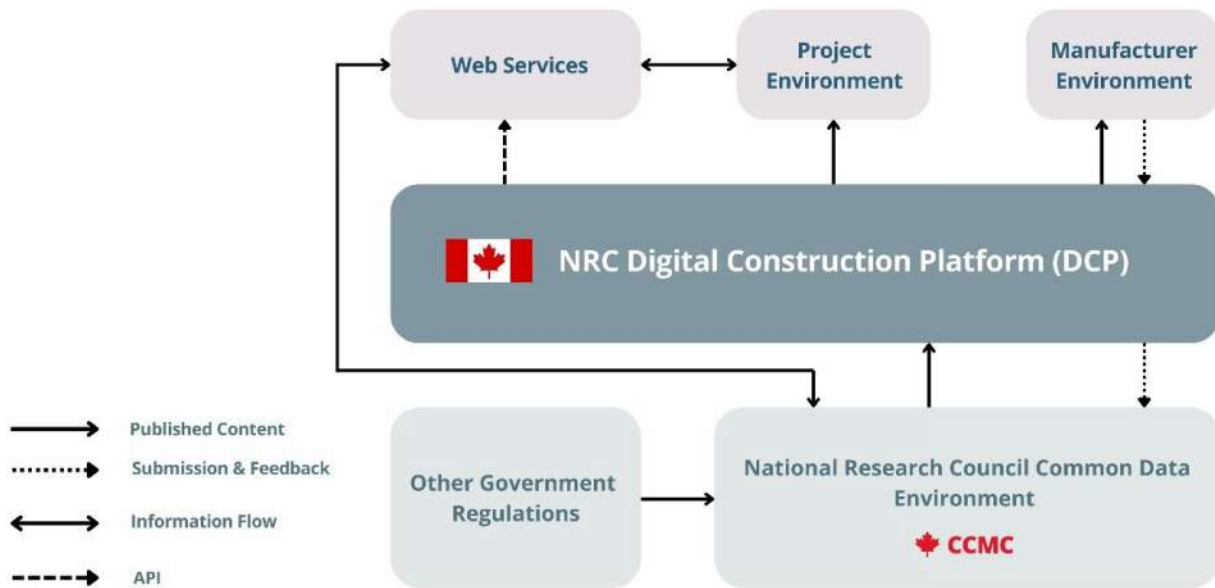 Web Services
Project
Environment
Manufacturer
Environment
NRC Digital Construction Platform (DCP)
Published Content
Submission & Feedback
Information Flow
API
Other Government
Regulations
National Research Council Common Data
Environment
CCMC